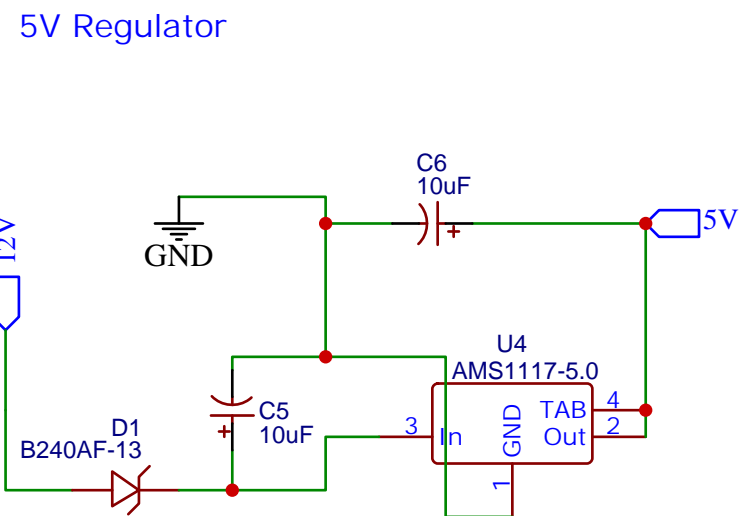 5V Regulator
C6
10uF
5V
12V
GND
U4
AMS1117-5.0
C5
10uF
3
In
GND
TAB
4
Out
2
1
D1
B240AF-13